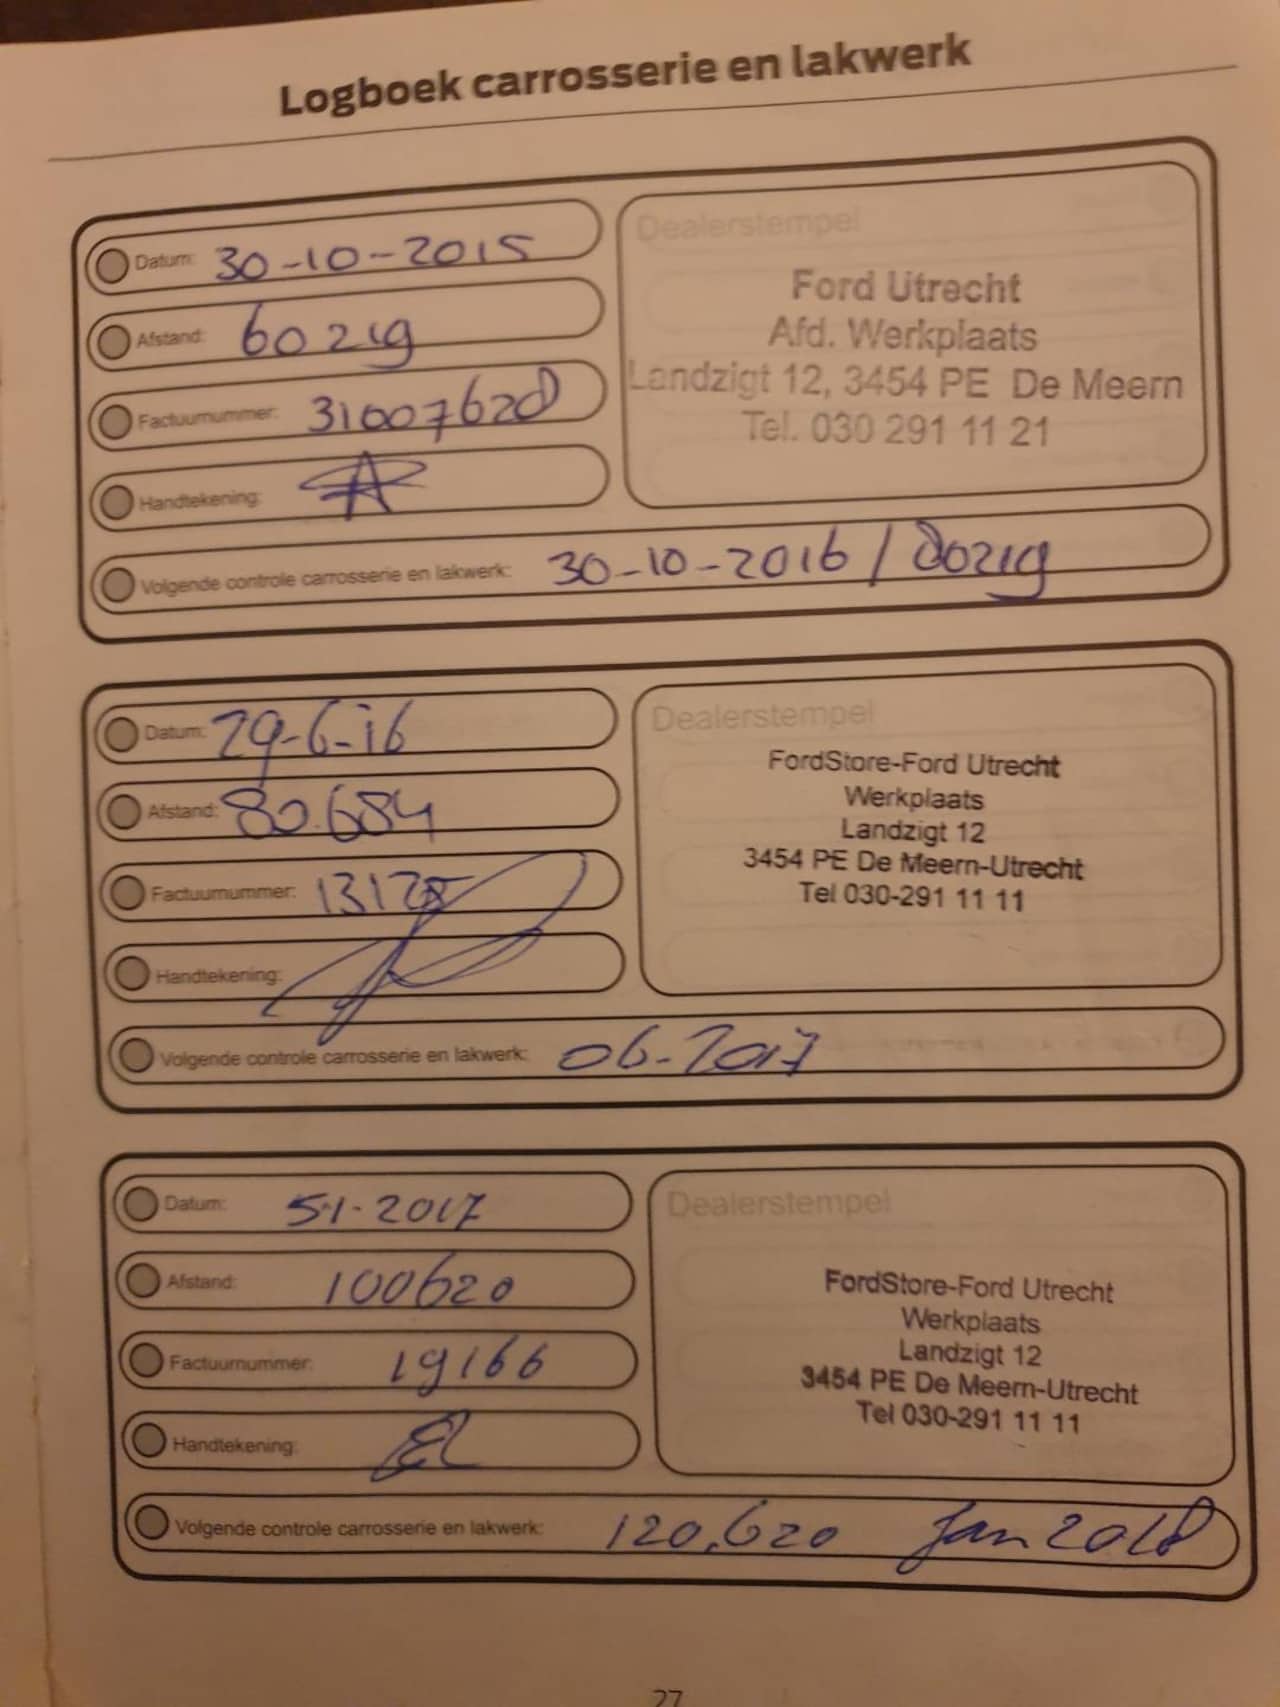 Logboek carrosserie en lakwerk
Datum: 30-10-2015
Afstand: 60219
Factuurnummer: 31007628
Handtekening:
Dealerstempel
Ford Utrecht
Afd. Werkplaats
Landzigt 12, 3454 PE De Meern
Tel. 030 291 11 21
Volgende controle carrosserie en lakwerk: 30-10-2016 / 80219
Datum: 29-6-16
Afstand: 80.684
Factuurnummer:
Handtekening:
Dealerstempel
FordStore-Ford Utrecht
Werkplaats
Landzigt 12
3454 PE De Meern-Utrecht
Tel 030-291 11 11
Volgende controle carrosserie en lakwerk: 06-2017
Datum: 5-1-2017
Afstand: 100620
Factuurnummer: 19166
Handtekening:
Dealerstempel
FordStore-Ford Utrecht
Werkplaats
Landzigt 12
3454 PE De Meern-Utrecht
Tel 030-291 11 11
Volgende controle carrosserie en lakwerk: 120.620 Jan 2018
27